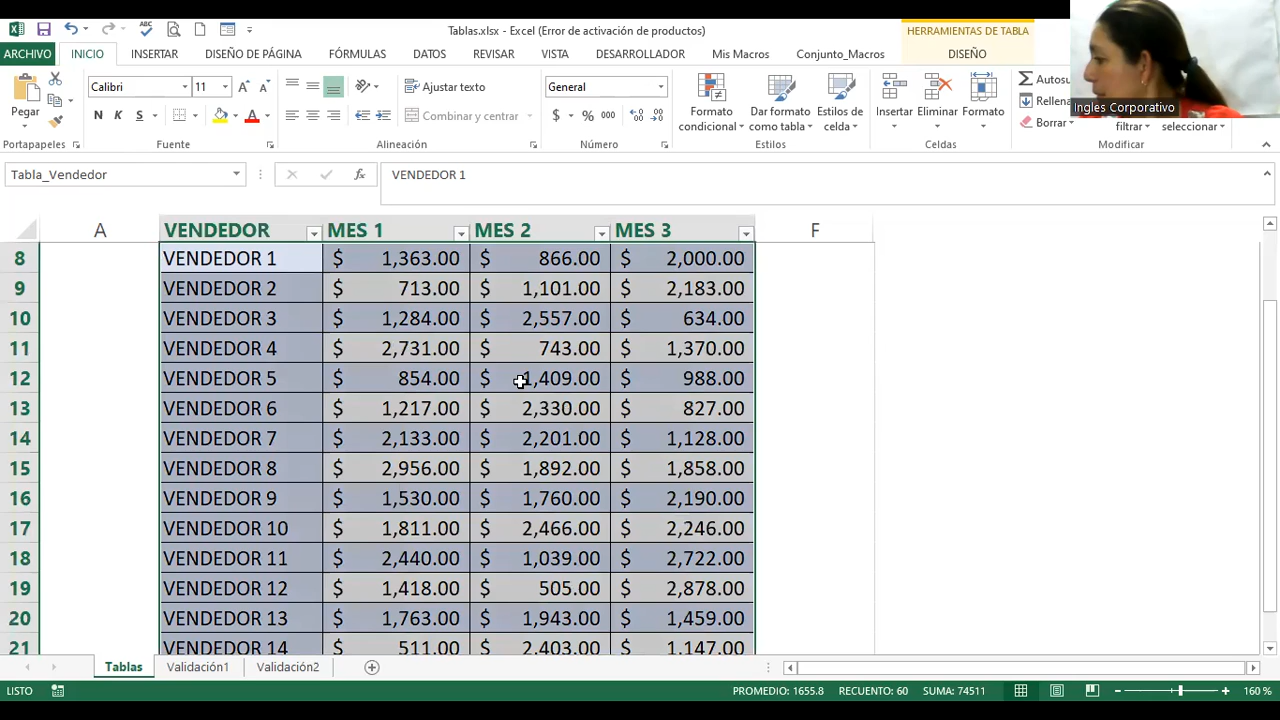 Tablas.xlsx - Excel (Error de activación de productos)
HERRAMIENTAS DE TABLA
ARCHIVO INICIO INSERTAR DISEÑO DE PÁGINA FÓRMULAS DATOS REVISAR VISTA DESARROLLADOR Mis Macros Conjunto_Macros DISEÑO
Calibri 11 Ajustar texto General
Pegar
N K S Combinar y centrar $ % 000
Formato condicional
Dar formato como tabla
Estilos de celda
Insertar Eliminar Formato
Rellena
Borrar
filtrar seleccionar
Ingles Corporativo
Portapapeles Fuente Alineación Número Estilos Celdas Modificar
Tabla_Vendedor fx VENDEDOR 1
A VENDEDOR MES 1 MES 2 MES 3 F
8 VENDEDOR 1 $ 1,363.00 $ 866.00 $ 2,000.00
9 VENDEDOR 2 $ 713.00 $ 1,101.00 $ 2,183.00
10 VENDEDOR 3 $ 1,284.00 $ 2,557.00 $ 634.00
11 VENDEDOR 4 $ 2,731.00 $ 743.00 $ 1,370.00
12 VENDEDOR 5 $ 854.00 $ 1,409.00 $ 988.00
13 VENDEDOR 6 $ 1,217.00 $ 2,330.00 $ 827.00
14 VENDEDOR 7 $ 2,133.00 $ 2,201.00 $ 1,128.00
15 VENDEDOR 8 $ 2,956.00 $ 1,892.00 $ 1,858.00
16 VENDEDOR 9 $ 1,530.00 $ 1,760.00 $ 2,190.00
17 VENDEDOR 10 $ 1,811.00 $ 2,466.00 $ 2,246.00
18 VENDEDOR 11 $ 2,440.00 $ 1,039.00 $ 2,722.00
19 VENDEDOR 12 $ 1,418.00 $ 505.00 $ 2,878.00
20 VENDEDOR 13 $ 1,763.00 $ 1,943.00 $ 1,459.00
21 VENDEDOR 14 $ 511.00 $ 2,403.00 $ 1,147.00
Tablas Validación1 Validación2
LISTO PROMEDIO: 1655.8 RECUENTO: 60 SUMA: 74511 160 %